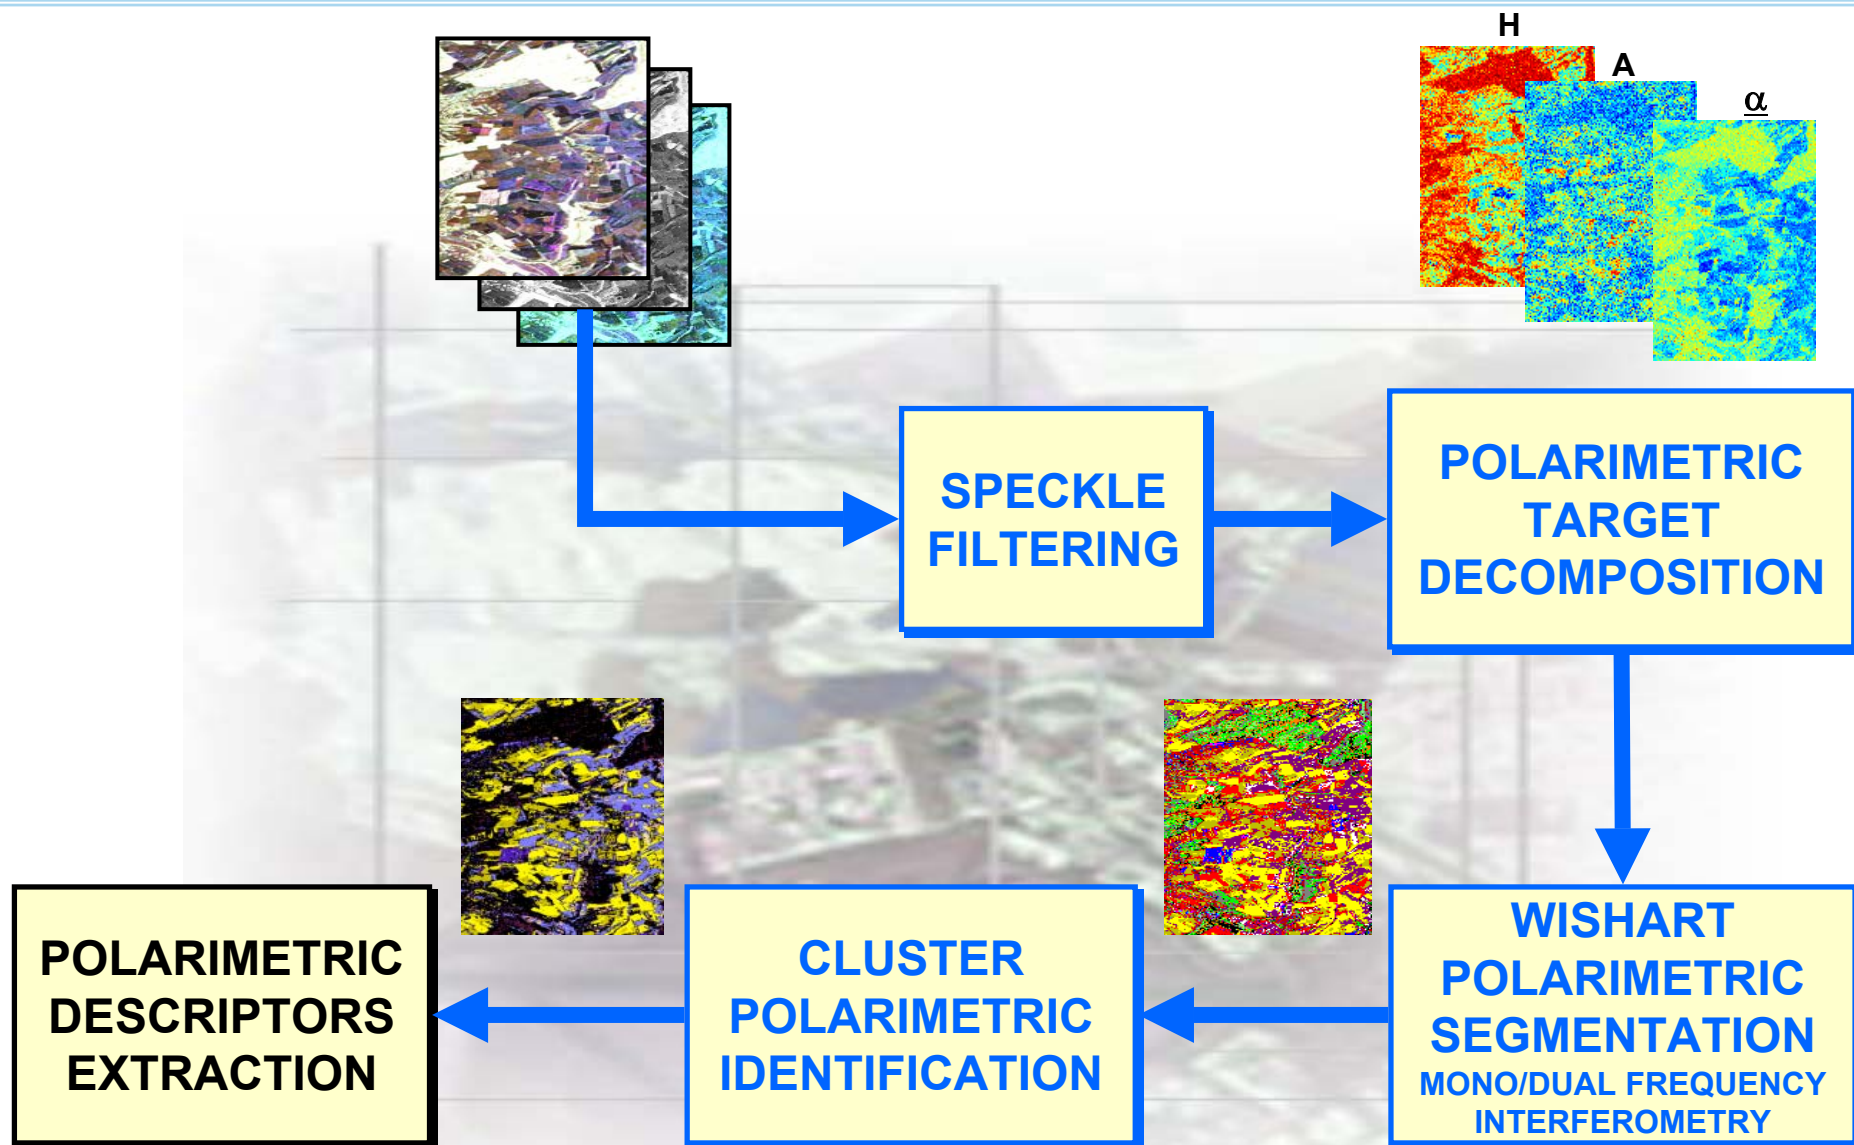 H
A
α
SPECKLE
FILTERING
POLARIMETRIC
TARGET
DECOMPOSITION
POLARIMETRIC
DESCRIPTORS
EXTRACTION
CLUSTER
POLARIMETRIC
IDENTIFICATION
WISHART
POLARIMETRIC
SEGMENTATION
MONO/DUAL FREQUENCY
INTERFEROMETRY